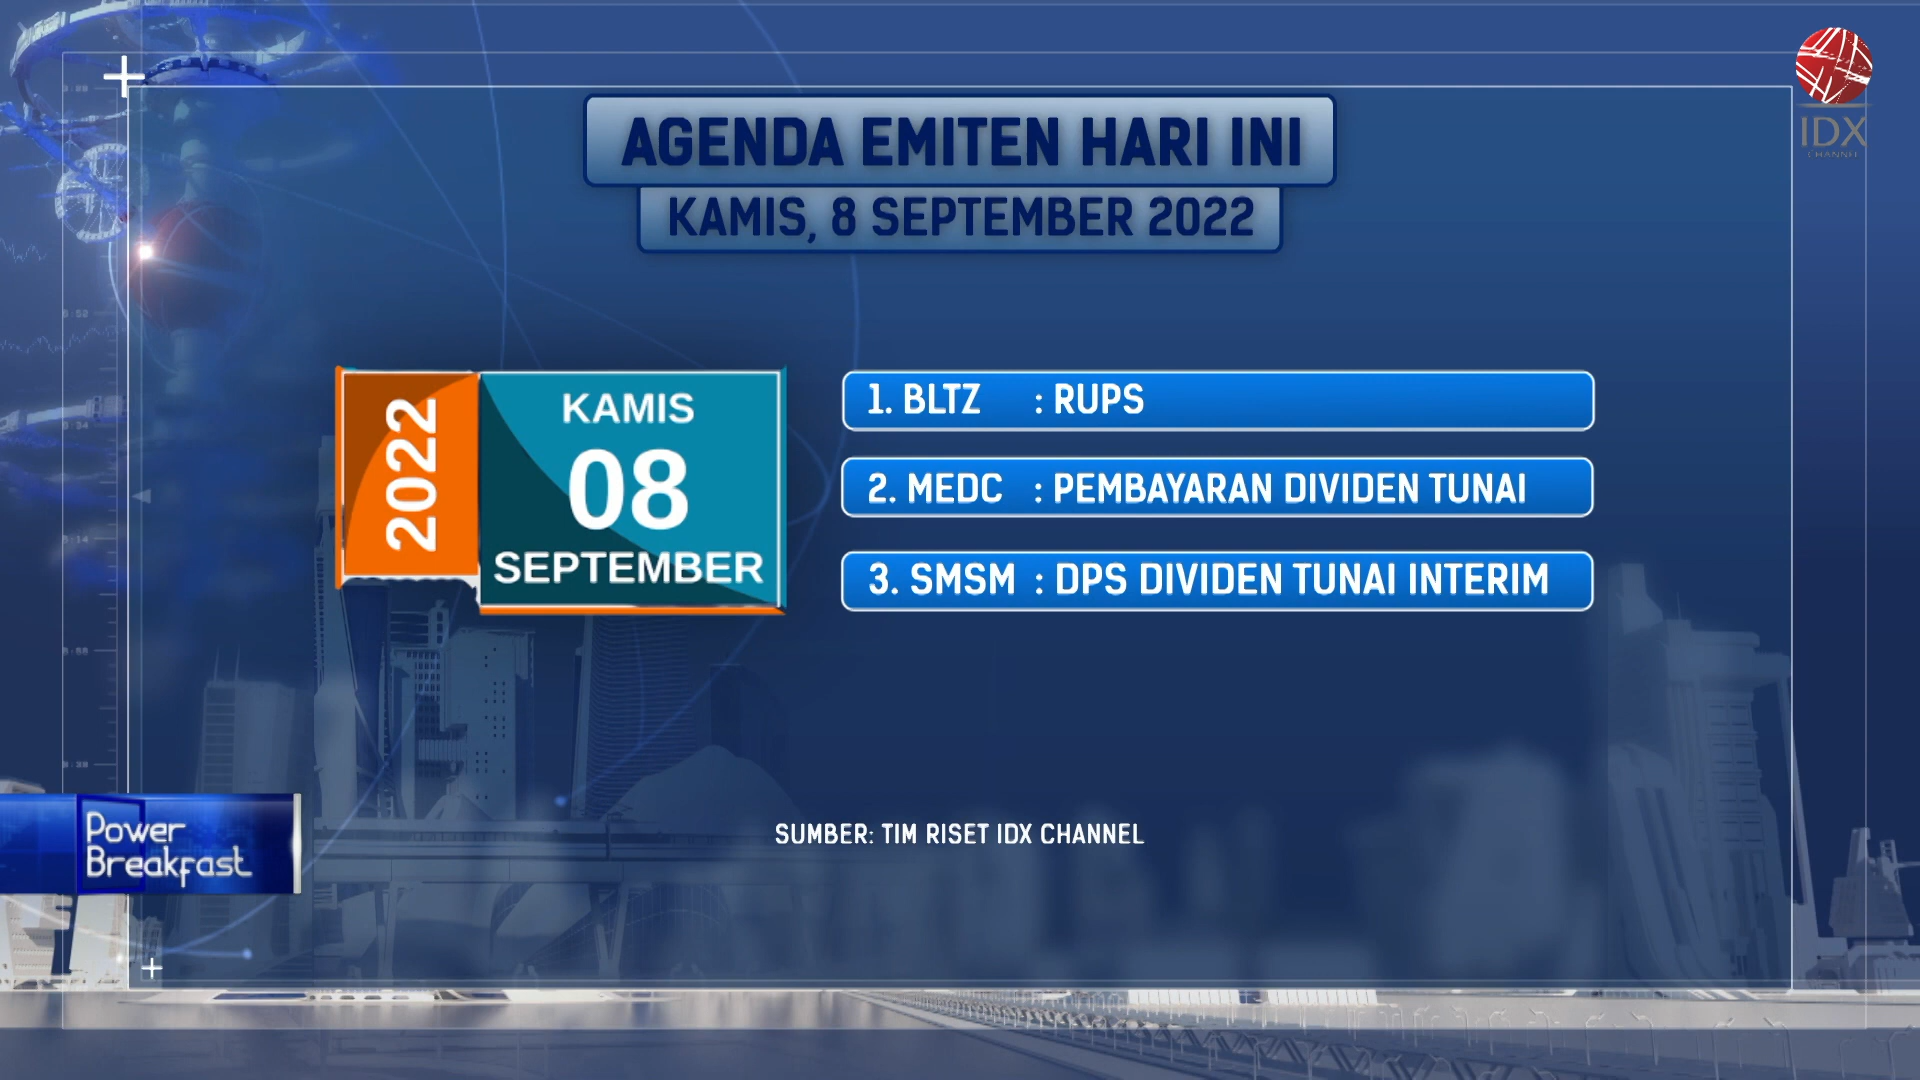 IDX
CHANNEL
AGENDA EMITEN HARI INI
KAMIS, 8 SEPTEMBER 2022
2022
KAMIS
08
SEPTEMBER
1. BLTZ : RUPS
2. MEDC : PEMBAYARAN DIVIDEN TUNAI
3. SMSM : DPS DIVIDEN TUNAI INTERIM
Power
Breakfast
SUMBER: TIM RISET IDX CHANNEL